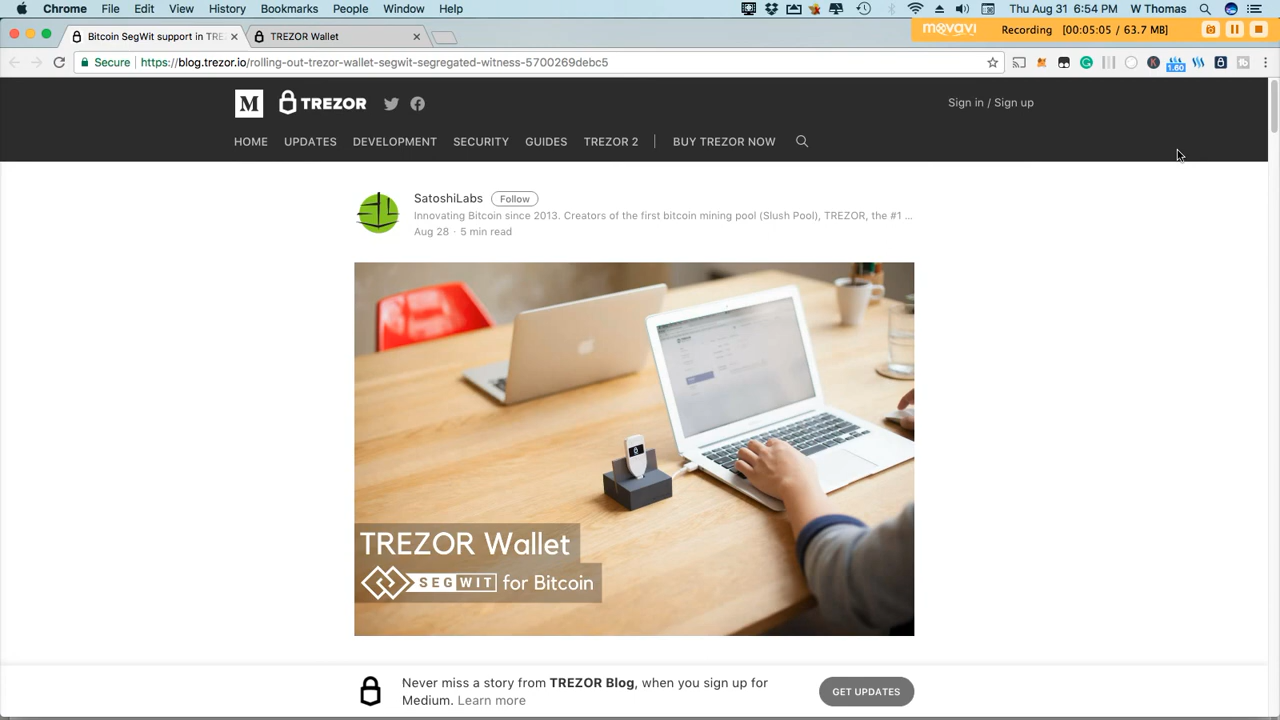 Chrome File Edit View History Bookmarks People Window Help Thu Aug 31 6:54 PM W Thomas
movavi Recording [00:05:05 / 63.7 MB]
Bitcoin SegWit support in TRE
TREZOR Wallet
Secure https://blog.trezor.io/rolling-out-trezor-wallet-segwit-segregated-witness-5700269debc5
1.60
M TREZOR
Sign in / Sign up
HOME UPDATES DEVELOPMENT SECURITY GUIDES TREZOR 2 | BUY TREZOR NOW
SatoshiLabs Follow
Innovating Bitcoin since 2013. Creators of the first bitcoin mining pool (Slush Pool), TREZOR, the #1 ...
Aug 28 · 5 min read
TREZOR Wallet
SEGWIT for Bitcoin
Never miss a story from TREZOR Blog, when you sign up for
Medium. Learn more
GET UPDATES